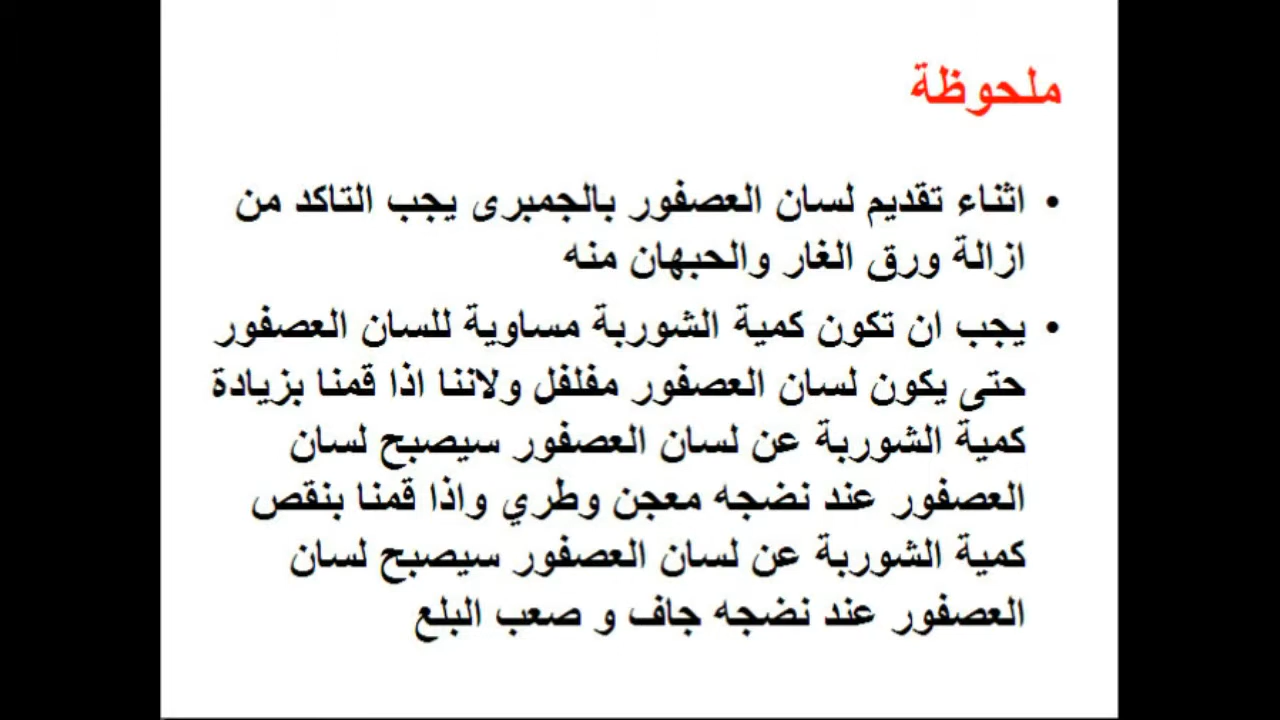 ملحوظة
• اثناء تقديم لسان العصفور بالجمبرى يجب التاكد من
ازالة ورق الغار والحبهان منه
• يجب ان تكون كمية الشوربة مساوية للسان العصفور
حتى يكون لسان العصفور مفلفل ولاننا اذا قمنا بزيادة
كمية الشوربة عن لسان العصفور سيصبح لسان
العصفور عند نضجه معجن وطري واذا قمنا بنقص
كمية الشوربة عن لسان العصفور سيصبح لسان
العصفور عند نضجه جاف و صعب البلع